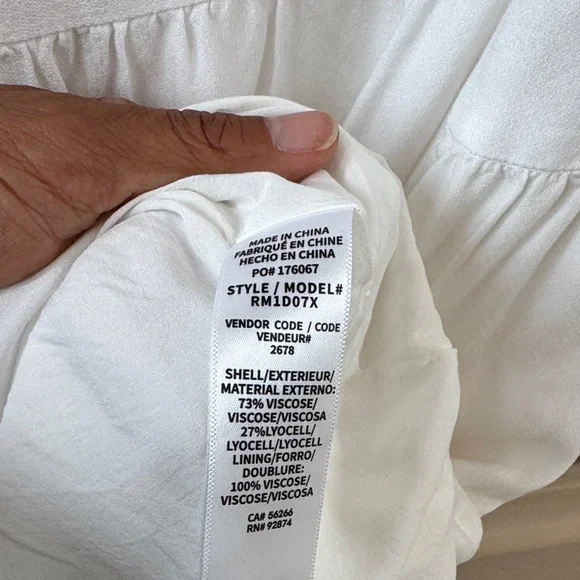 MADE IN CHINA
FABRIQUÉ EN CHINE
HECHO EN CHINA
PO# 176067
STYLE / MODEL#
RM1D07X
VENDOR CODE / CODE
VENDEUR#
2678
SHELL/EXTERIEUR/
MATERIAL EXTERNO:
73% VISCOSE/
VISCOSE/VISCOSA
27%LYOCELL/
LYOCELL/LYOCELL
LINING/FORRO/
DOUBLURE:
100% VISCOSE/
VISCOSE/VISCOSA
CA# 56266
RN# 92874